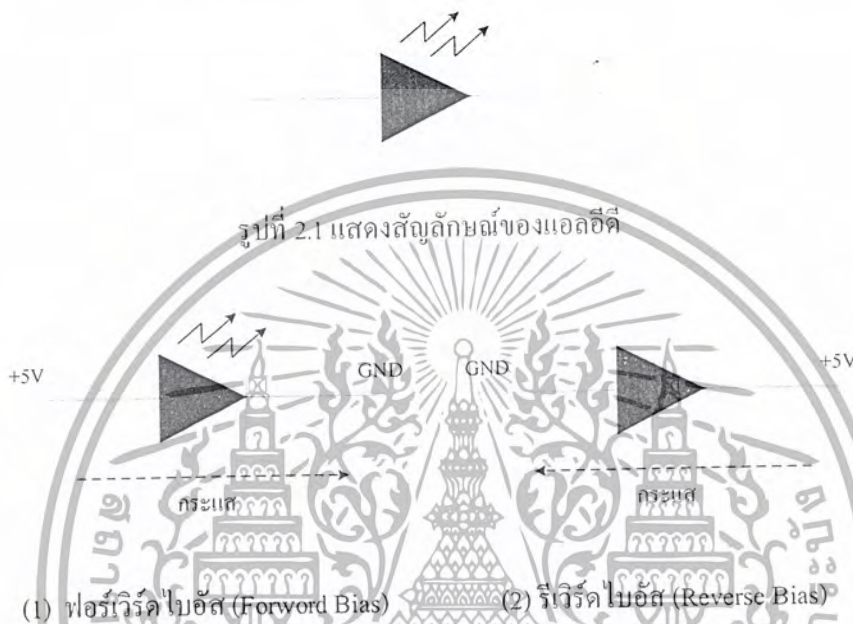 รูปที่ 2.1 แสดงสัญลักษณ์ของแอลอีดี
+5V GND GND +5V
กระแส กระแส
(1) ฟอร์เวิร์ดไบอัส (Forword Bias) (2) รีเวิร์ดไบอัส (Reverse Bias)